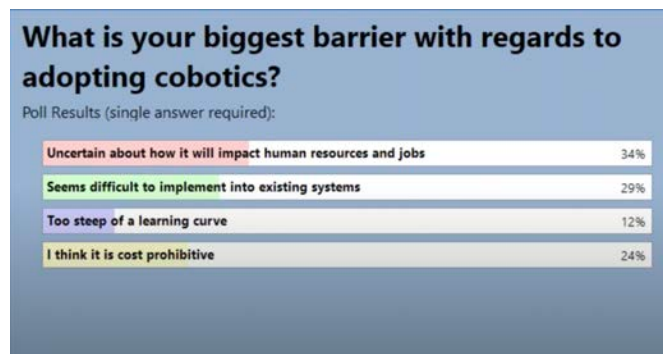 What is your biggest barrier with regards to
adopting cobotics?
Poll Results (single answer required):
Uncertain about how it will impact human resources and jobs 34%
Seems difficult to implement into existing systems 29%
Too steep of a learning curve 12%
I think it is cost prohibitive 24%